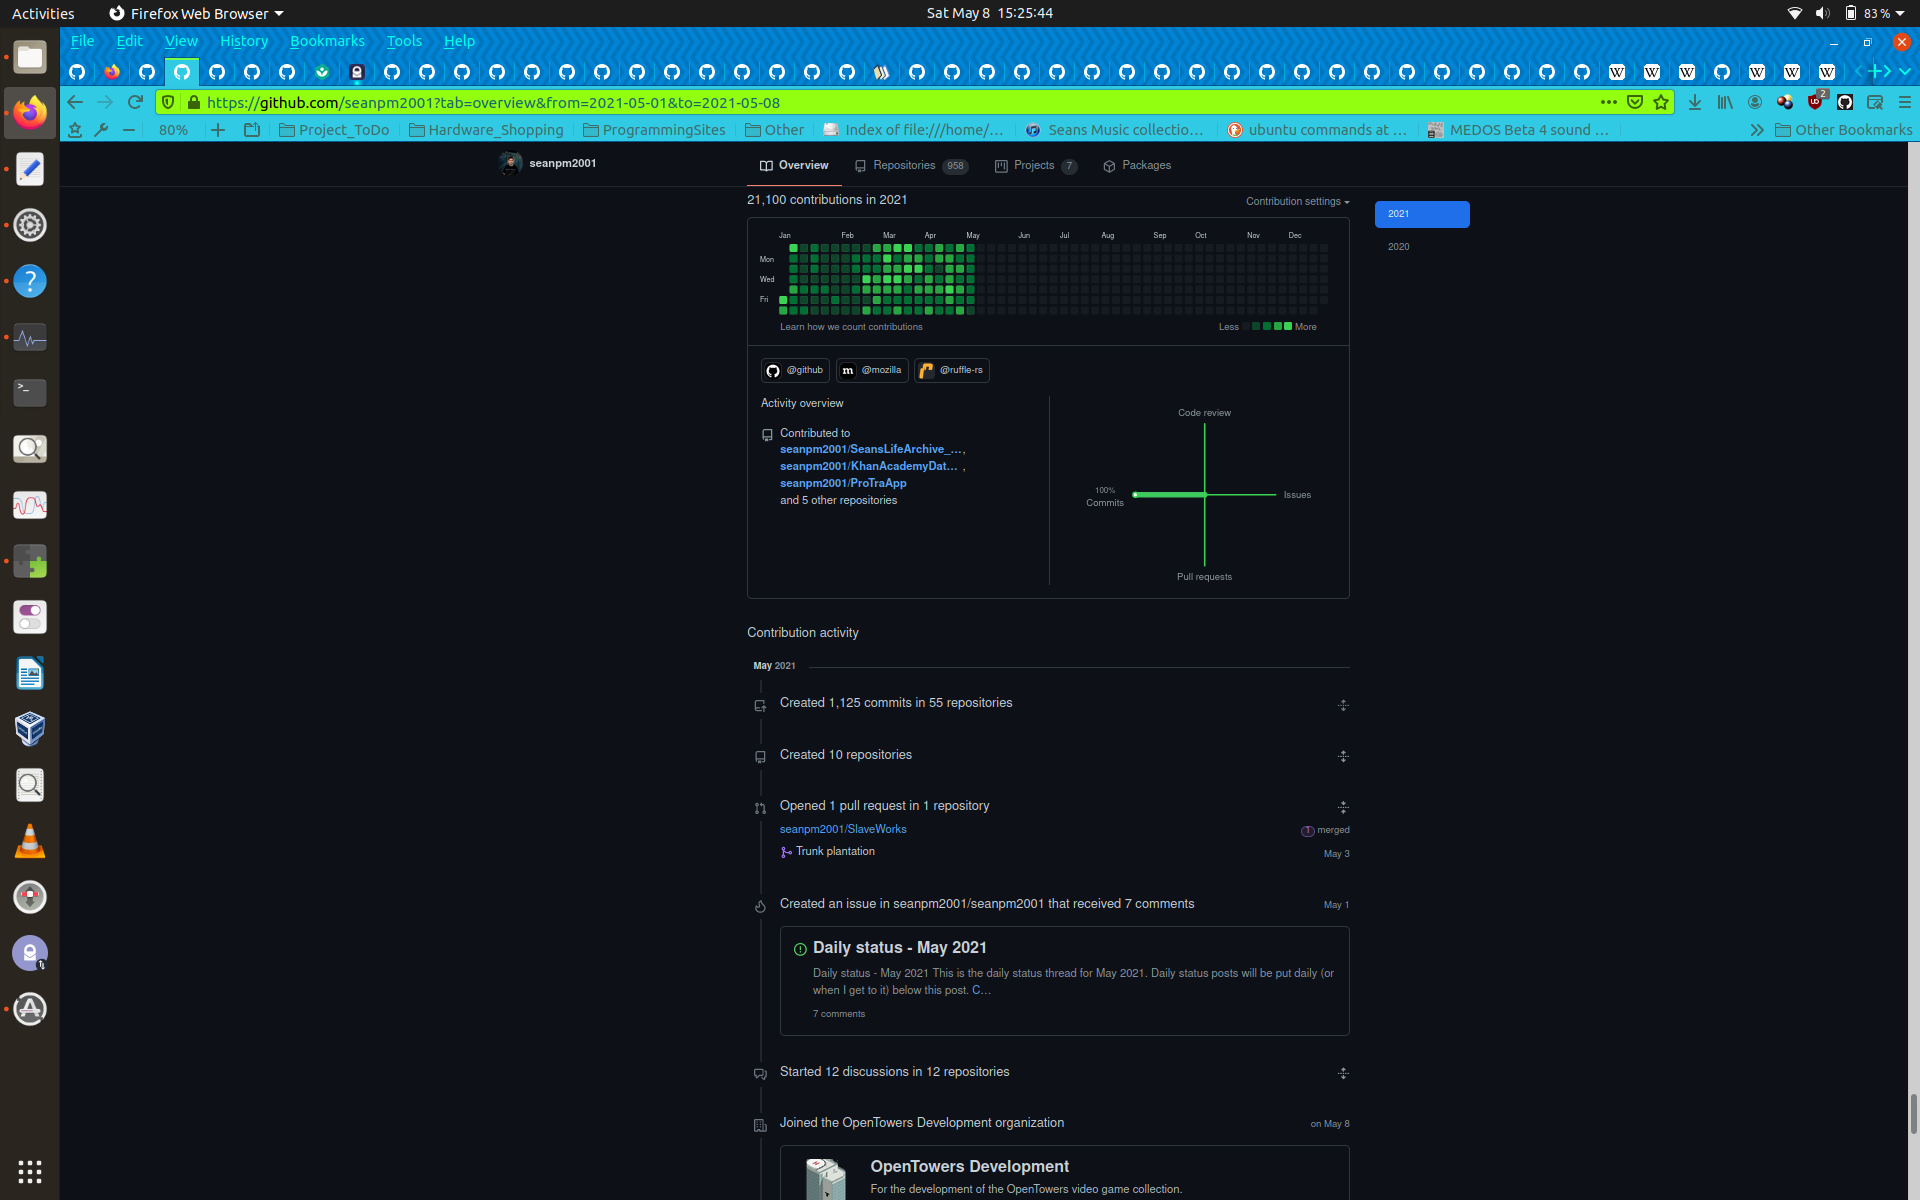 Activities
Firefox Web Browser
Sat May 8 15:25:44
83 %
File Edit View History Bookmarks Tools Help
https://github.com/seanpm2001?tab=overview&from=2021-05-01&to=2021-05-08
2
80%
Project_ToDo
Hardware_Shopping
ProgrammingSites
Other
Index of file:///home/...
Seans Music collectio...
ubuntu commands at ...
MEDOS Beta 4 sound ...
Other Bookmarks
seanpm2001
Overview
Repositories 958
Projects 7
Packages
21,100 contributions in 2021
Contribution settings
2021
2020
Jan Feb Mar Apr May Jun Jul Aug Sep Oct Nov Dec
Mon
Wed
Fri
Learn how we count contributions
Less More
@github
@mozilla
@ruffle-rs
Activity overview
Contributed to
seanpm2001/SeansLifeArchive_... ,
seanpm2001/KhanAcademyDat... ,
seanpm2001/ProTraApp
and 5 other repositories
Code review
100%
Commits
Issues
Pull requests
Contribution activity
May 2021
Created 1,125 commits in 55 repositories
Created 10 repositories
Opened 1 pull request in 1 repository
seanpm2001/SlaveWorks
1 merged
Trunk plantation
May 3
Created an issue in seanpm2001/seanpm2001 that received 7 comments
May 1
Daily status - May 2021
Daily status - May 2021 This is the daily status thread for May 2021. Daily status posts will be put daily (or
when I get to it) below this post. C...
7 comments
Started 12 discussions in 12 repositories
Joined the OpenTowers Development organization
on May 8
OpenTowers Development
For the development of the OpenTowers video game collection.